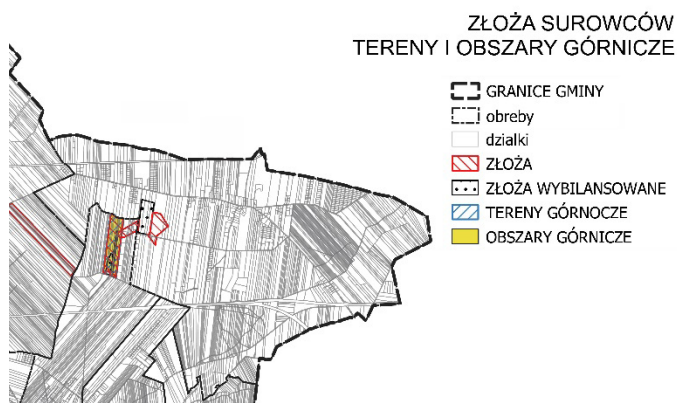 ZŁOŻA SUROWCÓW
TERENY I OBSZARY GÓRNICZE
GRANICE GMINY
obreby
dzialki
ZŁOŻA
ZŁOŻA WYBILANSOWANE
TERENY GÓRNOCZE
OBSZARY GÓRNICZE